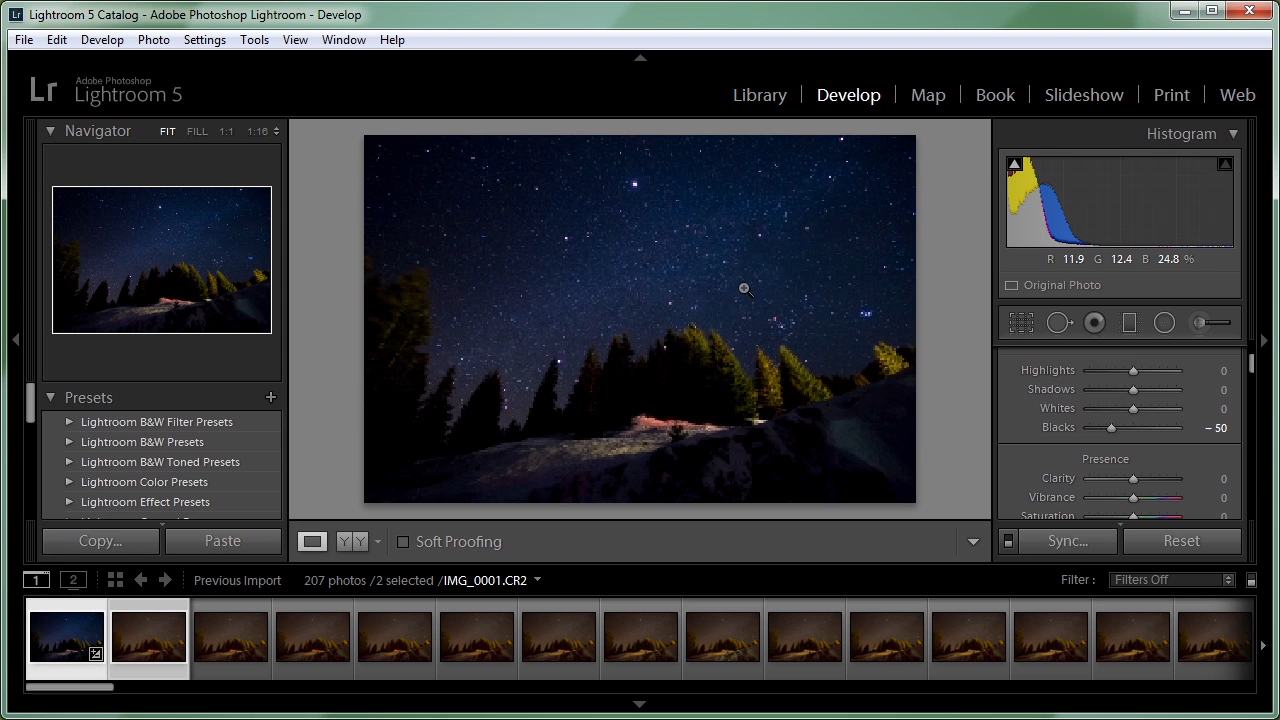 Lr Lightroom 5 Catalog - Adobe Photoshop Lightroom - Develop
File Edit Develop Photo Settings Tools View Window Help
Lr Adobe Photoshop
Lightroom 5
Library | Develop | Map | Book | Slideshow | Print | Web
Navigator FIT FILL 1:1 1:16
Histogram
R 11.9 G 12.4 B 24.8 %
Original Photo
Highlights 0
Shadows 0
Whites 0
Blacks – 50
Presence
Clarity 0
Vibrance 0
Saturation 0
Presets +
Lightroom B&W Filter Presets
Lightroom B&W Presets
Lightroom B&W Toned Presets
Lightroom Color Presets
Lightroom Effect Presets
Copy... Paste
YY Soft Proofing
Sync... Reset
1 2 Previous Import 207 photos /2 selected /IMG_0001.CR2 Filter : Filters Off